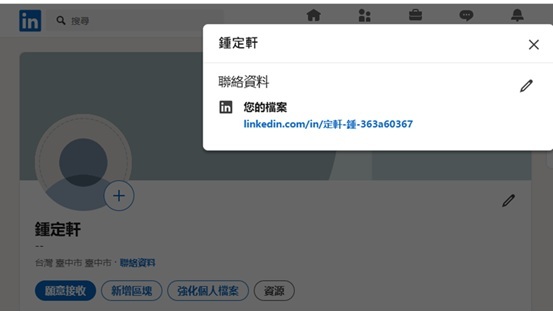 in
搜尋
鍾定軒
聯絡資料
in
您的檔案
linkedin.com/in/定軒-鍾-363a60367
鍾定軒
--
台灣 臺中市 臺中市 · 聯絡資料
願意接收
新增區塊
強化個人檔案
資源